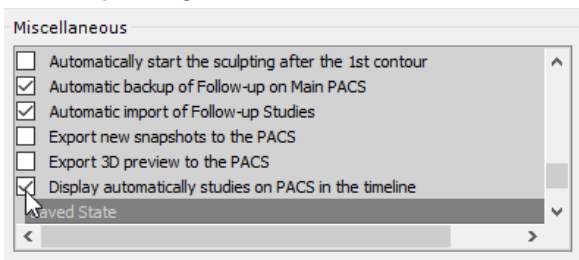 Miscellaneous
Automatically start the sculpting after the 1st contour
Automatic backup of Follow-up on Main PACS
Automatic import of Follow-up Studies
Export new snapshots to the PACS
Export 3D preview to the PACS
Display automatically studies on PACS in the timeline
Saved State